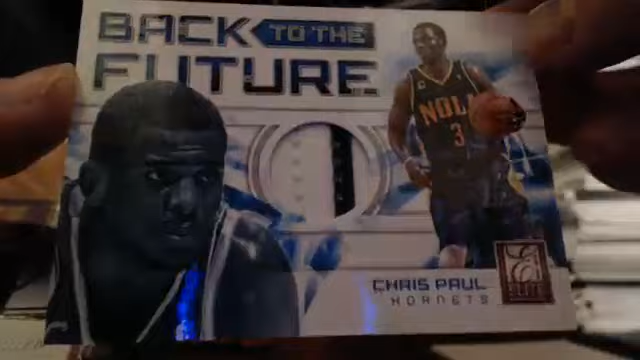 BACK TO THE
FUTURE
NOLA
3
CHRIS PAUL
HORNETS
E
ELITE